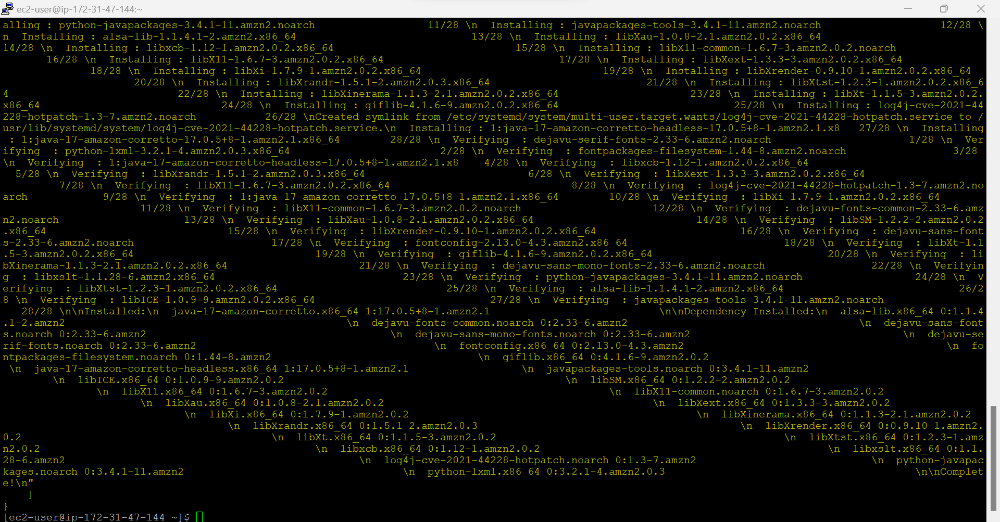 ec2-user@ip-172-31-47-144:~
alling : python-javapackages-3.4.1-11.amzn2.noarch 11/28 \n Installing : javapackages-tools-3.4.1-11.amzn2.noarch 12/28 \
n Installing : alsa-lib-1.1.4.1-2.amzn2.x86_64 13/28 \n Installing : libXau-1.0.8-2.1.amzn2.0.2.x86_64
14/28 \n Installing : libxcb-1.12-1.amzn2.0.2.x86_64 15/28 \n Installing : libX11-common-1.6.7-3.amzn2.0.2.noarch
16/28 \n Installing : libX11-1.6.7-3.amzn2.0.2.x86_64 17/28 \n Installing : libXext-1.3.3-3.amzn2.0.2.x86_64
18/28 \n Installing : libXi-1.7.9-1.amzn2.0.2.x86_64 19/28 \n Installing : libXrender-0.9.10-1.amzn2.0.2.x86_64
20/28 \n Installing : libXrandr-1.5.1-2.amzn2.0.3.x86_64 21/28 \n Installing : libXtst-1.2.3-1.amzn2.0.2.x86_6
4 22/28 \n Installing : libXinerama-1.1.3-2.1.amzn2.0.2.x86_64 23/28 \n Installing : libXt-1.1.5-3.amzn2.0.2.
x86_64 24/28 \n Installing : giflib-4.1.6-9.amzn2.0.2.x86_64 25/28 \n Installing : log4j-cve-2021-44
228-hotpatch-1.3-7.amzn2.noarch 26/28 \nCreated symlink from /etc/systemd/system/multi-user.target.wants/log4j-cve-2021-44228-hotpatch.service to /
usr/lib/systemd/system/log4j-cve-2021-44228-hotpatch.service.\n Installing : 1:java-17-amazon-corretto-headless-17.0.5+8-1.amzn2.1.x8 27/28 \n Installing
: 1:java-17-amazon-corretto-17.0.5+8-1.amzn2.1.x86_64 28/28 \n Verifying : dejavu-serif-fonts-2.33-6.amzn2.noarch 1/28 \n Ver
ifying : python-lxml-3.2.1-4.amzn2.0.3.x86_64 2/28 \n Verifying : fontpackages-filesystem-1.44-8.amzn2.noarch 3/28
\n Verifying : 1:java-17-amazon-corretto-headless-17.0.5+8-1.amzn2.1.x8 4/28 \n Verifying : libxcb-1.12-1.amzn2.0.2.x86_64
5/28 \n Verifying : libXrandr-1.5.1-2.amzn2.0.3.x86_64 6/28 \n Verifying : libXext-1.3.3-3.amzn2.0.2.x86_64
7/28 \n Verifying : libX11-1.6.7-3.amzn2.0.2.x86_64 8/28 \n Verifying : log4j-cve-2021-44228-hotpatch-1.3-7.amzn2.no
arch 9/28 \n Verifying : 1:java-17-amazon-corretto-17.0.5+8-1.amzn2.1.x86_64 10/28 \n Verifying : libXi-1.7.9-1.amzn2.0.2.x86_64
11/28 \n Verifying : libX11-common-1.6.7-3.amzn2.0.2.noarch 12/28 \n Verifying : dejavu-fonts-common-2.33-6.amz
n2.noarch 13/28 \n Verifying : libXau-1.0.8-2.1.amzn2.0.2.x86_64 14/28 \n Verifying : libSM-1.2.2-2.amzn2.0.2
.x86_64 15/28 \n Verifying : libXrender-0.9.10-1.amzn2.0.2.x86_64 16/28 \n Verifying : dejavu-sans-font
s-2.33-6.amzn2.noarch 17/28 \n Verifying : fontconfig-2.13.0-4.3.amzn2.x86_64 18/28 \n Verifying : libXt-1.1
.5-3.amzn2.0.2.x86_64 19/28 \n Verifying : giflib-4.1.6-9.amzn2.0.2.x86_64 20/28 \n Verifying : li
bXinerama-1.1.3-2.1.amzn2.0.2.x86_64 21/28 \n Verifying : dejavu-sans-mono-fonts-2.33-6.amzn2.noarch 22/28 \n Verifyin
g : libxslt-1.1.28-6.amzn2.x86_64 23/28 \n Verifying : python-javapackages-3.4.1-11.amzn2.noarch 24/28 \n V
erifying : libXtst-1.2.3-1.amzn2.0.2.x86_64 25/28 \n Verifying : alsa-lib-1.1.4.1-2.amzn2.x86_64 26/2
8 \n Verifying : libICE-1.0.9-9.amzn2.0.2.x86_64 27/28 \n Verifying : javapackages-tools-3.4.1-11.amzn2.noarch
28/28 \n\nInstalled:\n java-17-amazon-corretto.x86_64 1:17.0.5+8-1.amzn2.1 \n\nDependency Installed:\n alsa-lib.x86_64 0:1.1.4
.1-2.amzn2 \n dejavu-fonts-common.noarch 0:2.33-6.amzn2 \n dejavu-sans-font
s.noarch 0:2.33-6.amzn2 \n dejavu-sans-mono-fonts.noarch 0:2.33-6.amzn2 \n dejavu-se
rif-fonts.noarch 0:2.33-6.amzn2 \n fontconfig.x86_64 0:2.13.0-4.3.amzn2 \n fo
ntpackages-filesystem.noarch 0:1.44-8.amzn2 \n giflib.x86_64 0:4.1.6-9.amzn2.0.2
\n java-17-amazon-corretto-headless.x86_64 1:17.0.5+8-1.amzn2.1 \n javapackages-tools.noarch 0:3.4.1-11.amzn2
\n libICE.x86_64 0:1.0.9-9.amzn2.0.2 \n libSM.x86_64 0:1.2.2-2.amzn2.0.2
\n libX11.x86_64 0:1.6.7-3.amzn2.0.2 \n libX11-common.noarch 0:1.6.7-3.amzn2.0.2
\n libXau.x86_64 0:1.0.8-2.1.amzn2.0.2 \n libXext.x86_64 0:1.3.3-3.amzn2.0.2
\n libXi.x86_64 0:1.7.9-1.amzn2.0.2 \n libXinerama.x86_64 0:1.1.3-2.1.amzn2.0.2
\n libXrandr.x86_64 0:1.5.1-2.amzn2.0.3 \n libXrender.x86_64 0:0.9.10-1.amzn2.
0.2 \n libXt.x86_64 0:1.1.5-3.amzn2.0.2 \n libXtst.x86_64 0:1.2.3-1.amz
n2.0.2 \n libxcb.x86_64 0:1.12-1.amzn2.0.2 \n libxslt.x86_64 0:1.1.
28-6.amzn2 \n log4j-cve-2021-44228-hotpatch.noarch 0:1.3-7.amzn2 \n python-javapac
kages.noarch 0:3.4.1-11.amzn2 \n python-lxml.x86_64 0:3.2.1-4.amzn2.0.3 \n\nComplet
e!\n"
]
}
[ec2-user@ip-172-31-47-144 ~]$